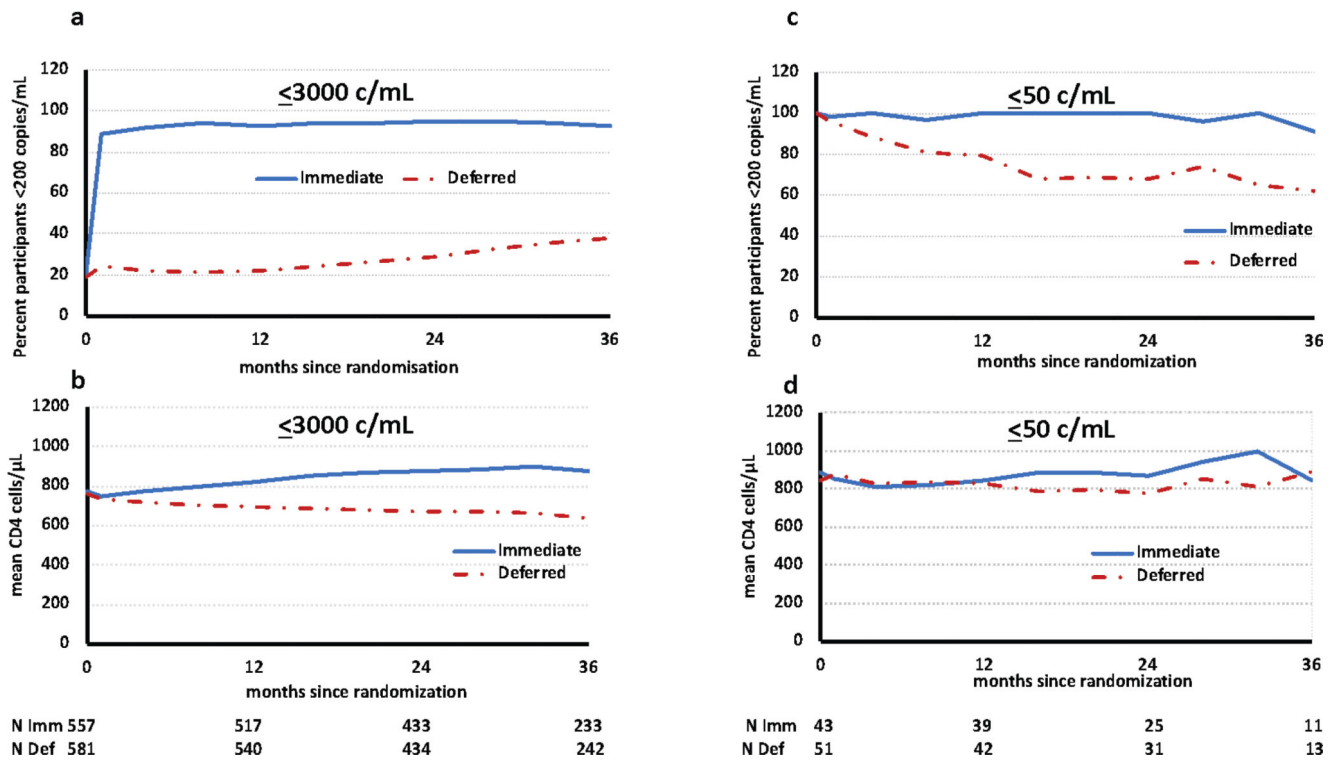 a
Percent participants <200 copies/mL
120
100
80
60
40
20
0
≤3000 c/mL
Immediate
Deferred
0 12 24 36
months since randomisation
b
mean CD4 cells/µL
1200
1000
800
600
400
200
0
≤3000 c/mL
Immediate
Deferred
0 12 24 36
months since randomization
N Imm 557 517 433 233
N Def 581 540 434 242
c
Percent participants <200 copies/mL
120
100
80
60
40
20
0
≤50 c/mL
Immediate
Deferred
0 12 24 36
months since randomization
d
mean CD4 cells/µL
1200
1000
800
600
400
200
0
≤50 c/mL
Immediate
Deferred
0 12 24 36
months since randomization
N Imm 43 39 25 11
N Def 51 42 31 13